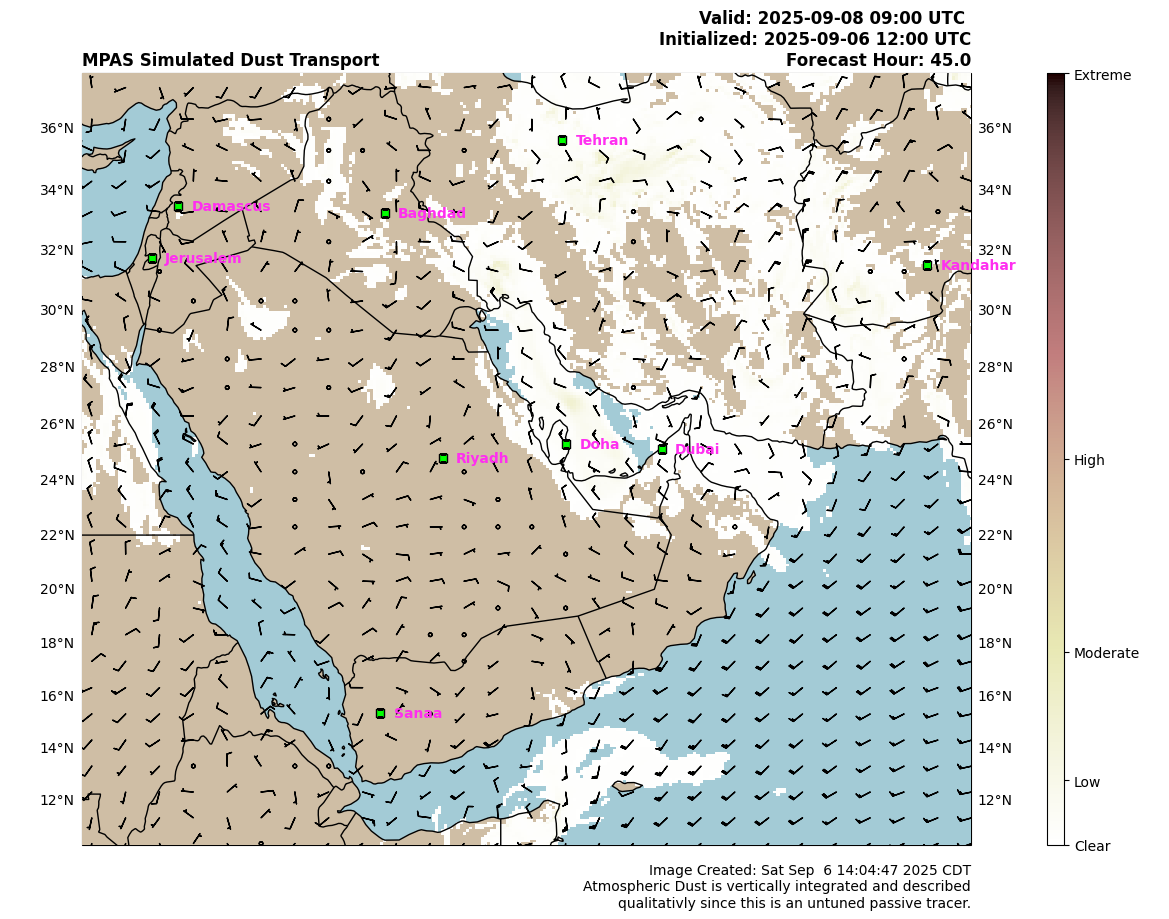 Valid: 2025-09-08 09:00 UTC
Initialized: 2025-09-06 12:00 UTC
MPAS Simulated Dust Transport Forecast Hour: 45.0
Extreme
36°N Tehran 36°N
34°N 34°N
Damascus Baghdad
32°N 32°N
Jerusalem Kandahar
30°N 30°N
28°N 28°N
26°N 26°N
Doha Dubai
Riyadh High
24°N 24°N
22°N 22°N
20°N 20°N
18°N 18°N
Moderate
16°N 16°N
Sanaa
14°N 14°N
Low
12°N 12°N
Clear
Image Created: Sat Sep  6 14:04:47 2025 CDT
Atmospheric Dust is vertically integrated and described
qualitativly since this is an untuned passive tracer.